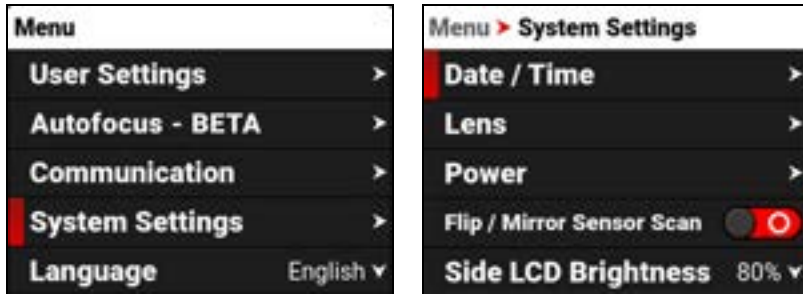 Menu
User Settings
Autofocus - BETA
Communication
System Settings
Language English
Menu > System Settings
Date / Time
Lens
Power
Flip / Mirror Sensor Scan
Side LCD Brightness 80%